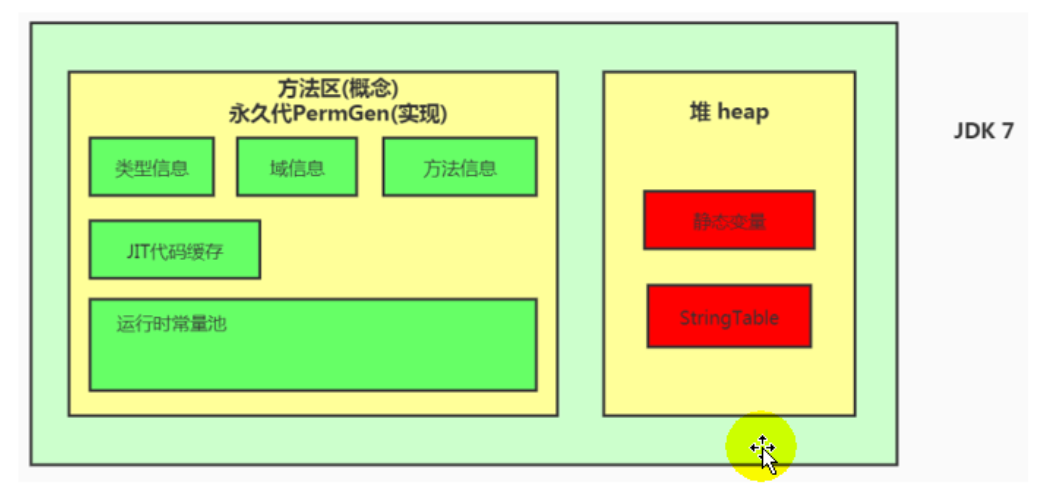 方法区(概念)
永久代PermGen(实现)
类型信息
域信息
方法信息
JIT代码缓存
运行时常量池
堆 heap
静态变量
StringTable
JDK 7